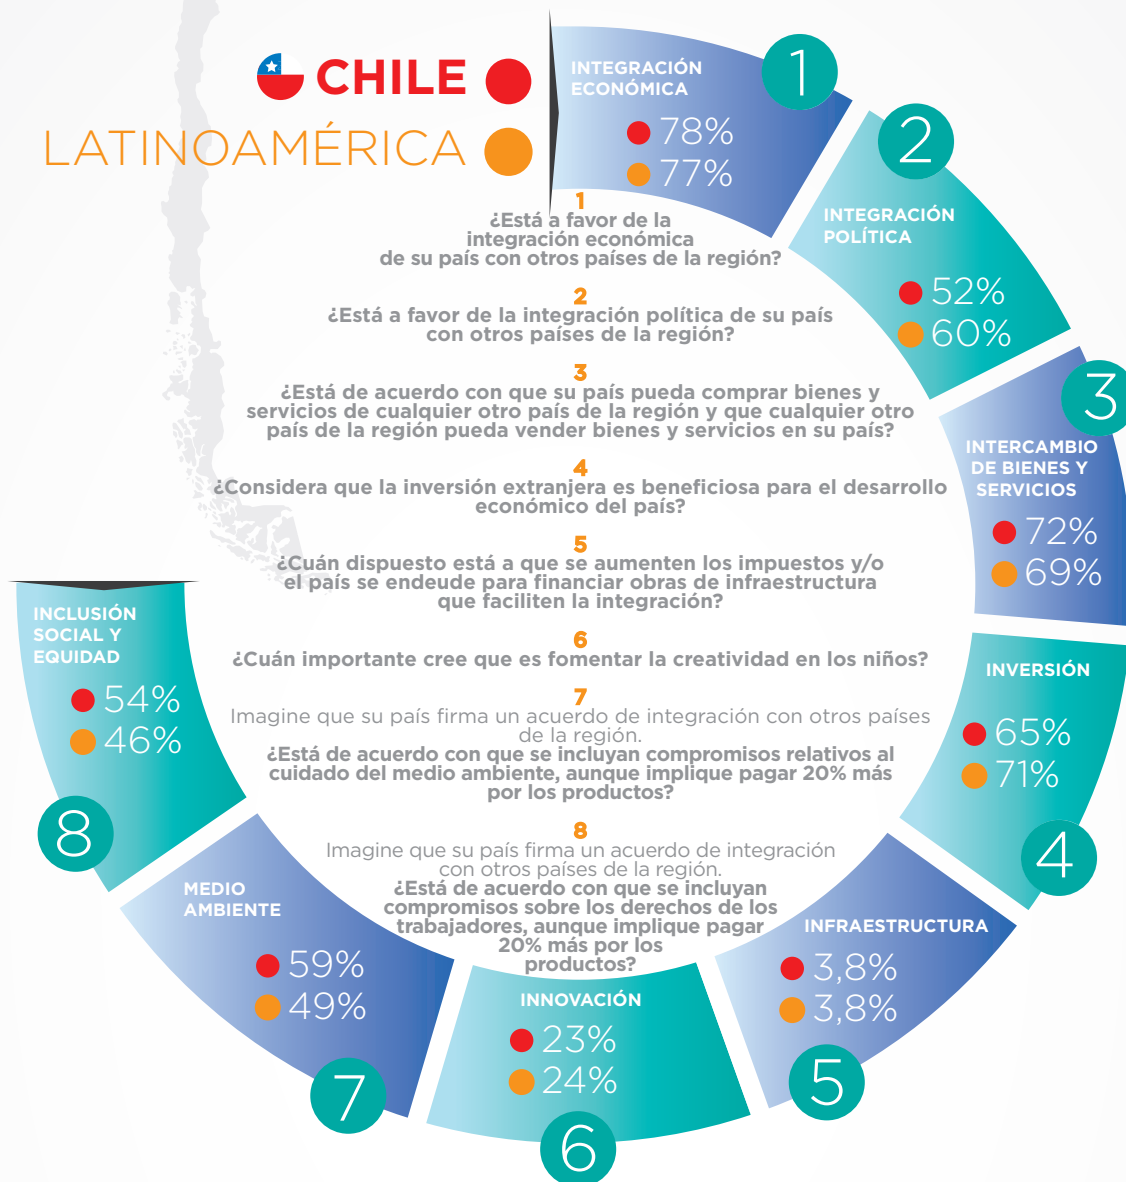 CHILE
LATINOAMÉRICA
INTEGRACIÓN
ECONÓMICA
78%
77%
1
2
INTEGRACIÓN
POLÍTICA
52%
60%
3
INTERCAMBIO
DE BIENES Y
SERVICIOS
72%
69%
INVERSIÓN
65%
71%
4
INFRAESTRUCTURA
3,8%
3,8%
5
INNOVACIÓN
23%
24%
6
MEDIO
AMBIENTE
59%
49%
7
INCLUSIÓN
SOCIAL Y
EQUIDAD
54%
46%
8
1
¿Está a favor de la
integración económica
de su país con otros países de la región?
2
¿Está a favor de la integración política de su país
con otros países de la región?
3
¿Está de acuerdo con que su país pueda comprar bienes y
servicios de cualquier otro país de la región y que cualquier otro
país de la región pueda vender bienes y servicios en su país?
4
¿Considera que la inversión extranjera es beneficiosa para el desarrollo
económico del país?
5
¿Cuán dispuesto está a que se aumenten los impuestos y/o
el país se endeude para financiar obras de infraestructura
que faciliten la integración?
6
¿Cuán importante cree que es fomentar la creatividad en los niños?
7
Imagine que su país firma un acuerdo de integración con otros países
de la región.
¿Está de acuerdo con que se incluyan compromisos relativos al
cuidado del medio ambiente, aunque implique pagar 20% más
por los productos?
8
Imagine que su país firma un acuerdo de integración
con otros países de la región.
¿Está de acuerdo con que se incluyan
compromisos sobre los derechos de los
trabajadores, aunque implique pagar
20% más por los
productos?